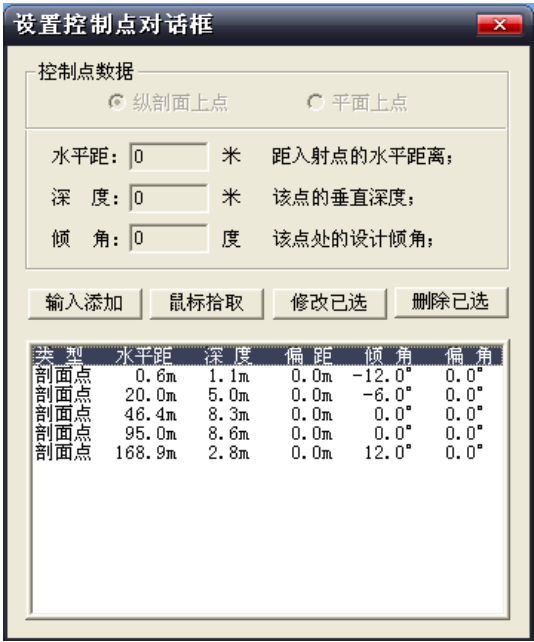 设置控制点对话框
控制点数据
纵剖面上点 平面上点
水平距: 0 米 距入射点的水平距离;
深 度: 0 米 该点的垂直深度;
倾 角: 0 度 该点处的设计倾角;
输入添加 鼠标拾取 修改已选 删除已选
类 型 水平距 深 度 偏 距 倾 角 偏 角
剖面点 0.6m 1.1m 0.0m -12.0° 0.0°
剖面点 20.0m 5.0m 0.0m -6.0° 0.0°
剖面点 46.4m 8.3m 0.0m 0.0° 0.0°
剖面点 95.0m 8.6m 0.0m 0.0° 0.0°
剖面点 168.9m 2.8m 0.0m 12.0° 0.0°